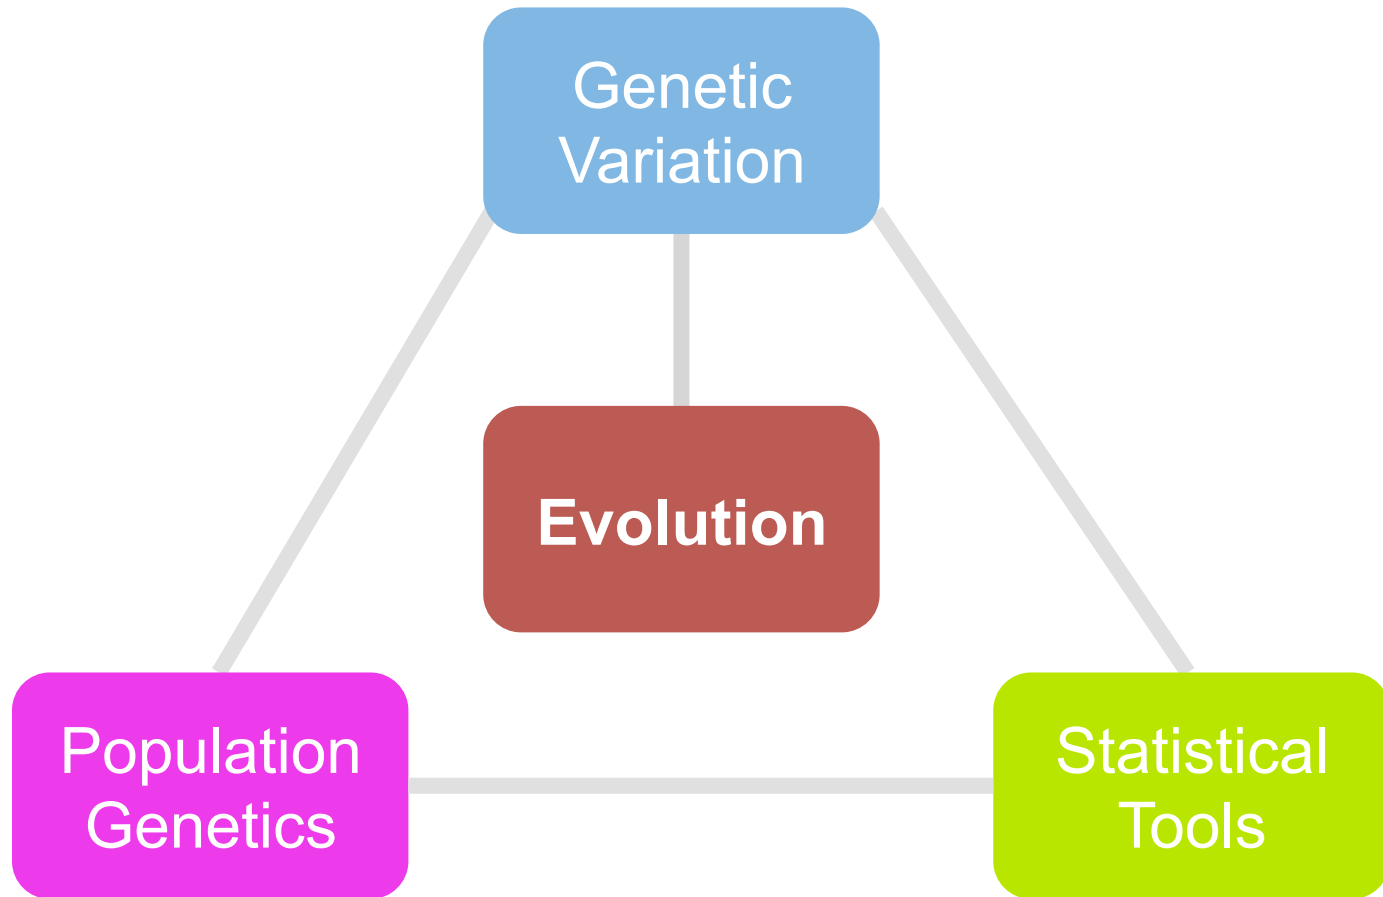 Genetic
Variation
Evolution
Population
Genetics
Statistical
Tools